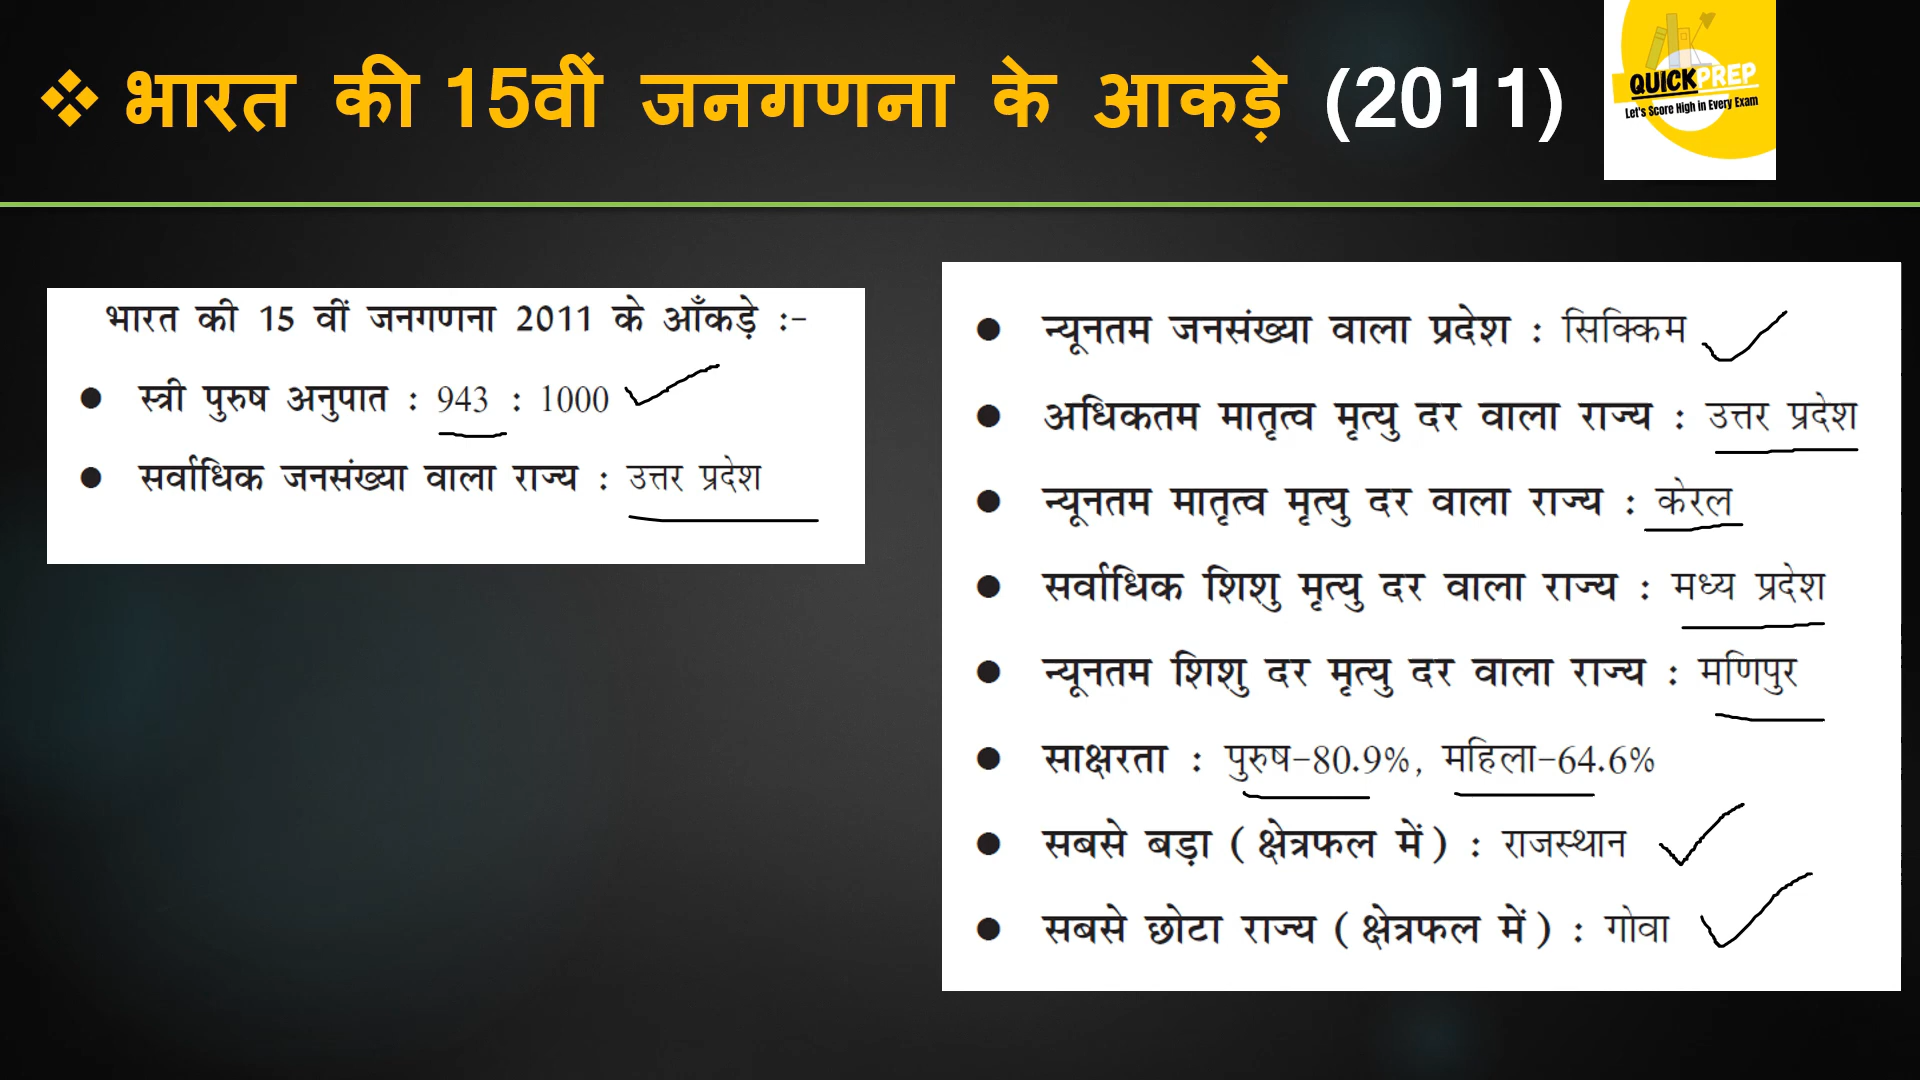 ❖ भारत की 15वीं जनगणना के आकड़े (2011)
QUICKPREP
Let's Score High in Every Exam
भारत की 15 वीं जनगणना 2011 के आँकड़े :-
● स्त्री पुरुष अनुपात : 943 : 1000
● सर्वाधिक जनसंख्या वाला राज्य : उत्तर प्रदेश
● न्यूनतम जनसंख्या वाला प्रदेश : सिक्किम
● अधिकतम मातृत्व मृत्यु दर वाला राज्य : उत्तर प्रदेश
● न्यूनतम मातृत्व मृत्यु दर वाला राज्य : केरल
● सर्वाधिक शिशु मृत्यु दर वाला राज्य : मध्य प्रदेश
● न्यूनतम शिशु दर मृत्यु दर वाला राज्य : मणिपुर
● साक्षरता : पुरुष-80.9%, महिला-64.6%
● सबसे बड़ा (क्षेत्रफल में) : राजस्थान
● सबसे छोटा राज्य (क्षेत्रफल में) : गोवा